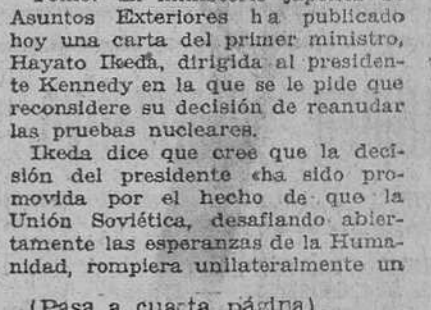 Asuntos Exteriores ha publicado
hoy una carta del primer ministro,
Hayato Ikeda, dirigida al presiden-
te Kennedy en la que se le pide que
reconsidere su decisión de reanudar
las pruebas nucleares.
Ikeda dice que cree que la deci-
sión del presidente «ha sido pro-
movida por el hecho de que la
Unión Soviética, desafiando abier-
tamente las esperanzas de la Huma-
nidad, rompiera unilateralmente un
(Pasa a cuarta página)